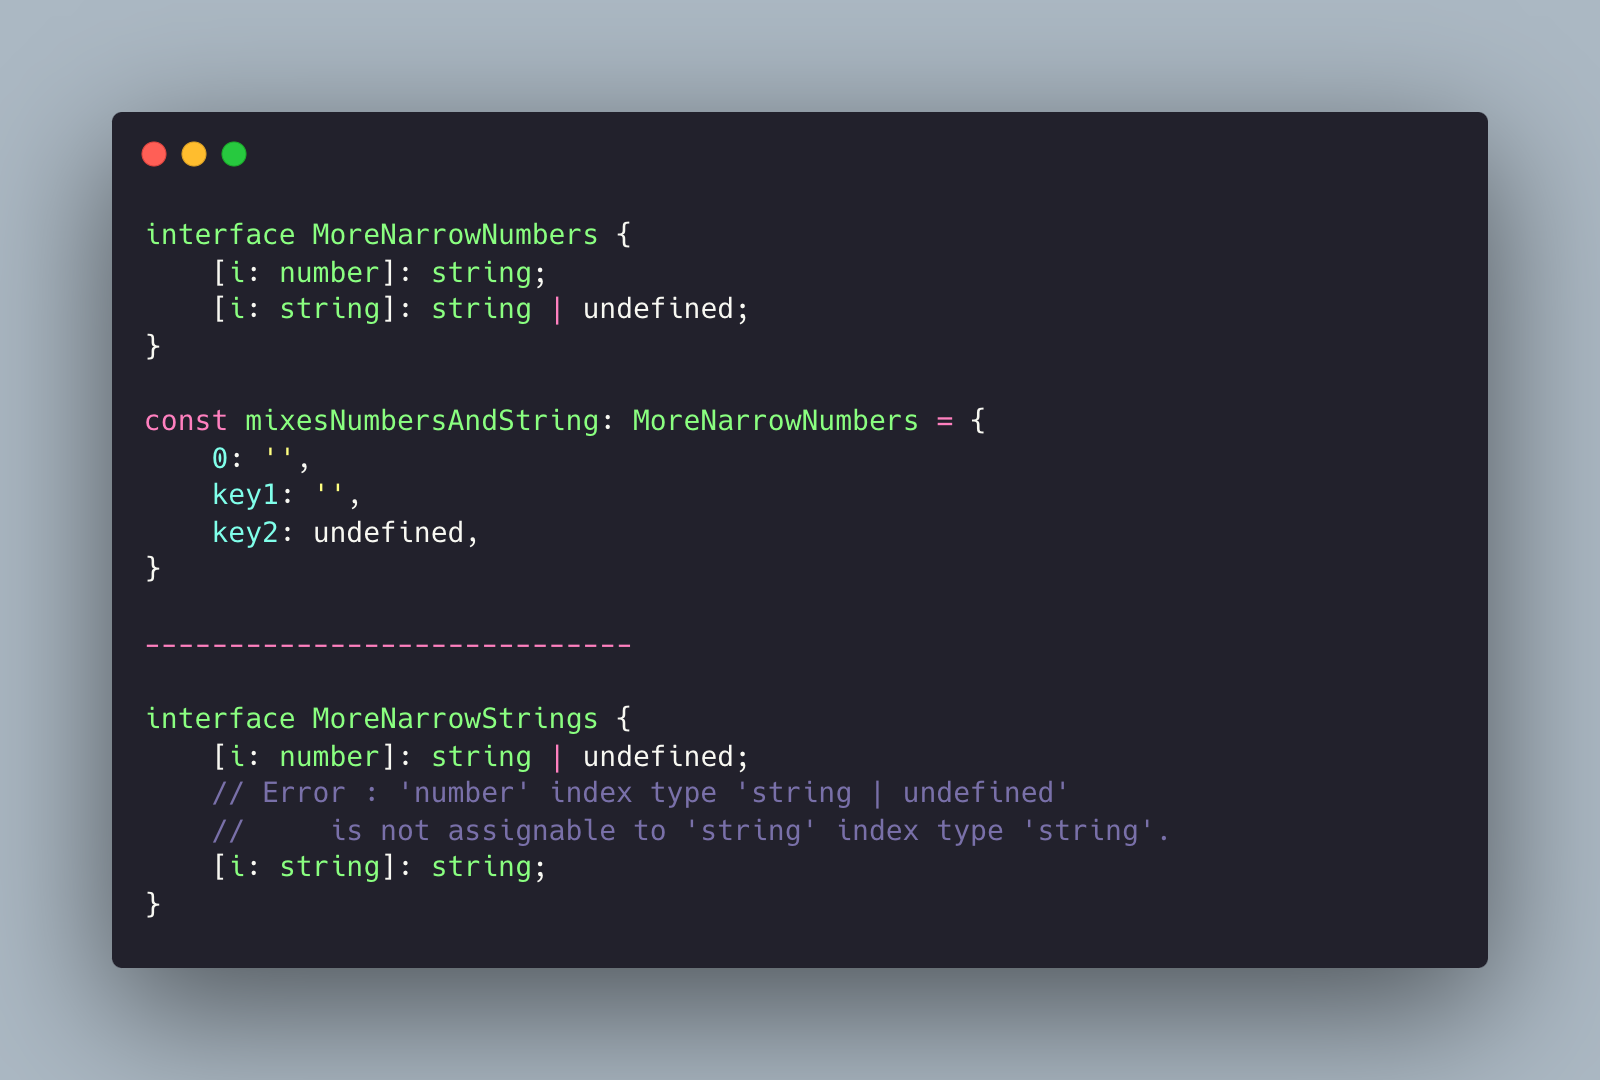 interface MoreNarrowNumbers {
    [i: number]: string;
    [i: string]: string | undefined;
}

const mixesNumbersAndString: MoreNarrowNumbers = {
    0: '',
    key1: '',
    key2: undefined,
}

-----------------------------

interface MoreNarrowStrings {
    [i: number]: string | undefined;
    // Error : 'number' index type 'string | undefined'
    //     is not assignable to 'string' index type 'string'.
    [i: string]: string;
}